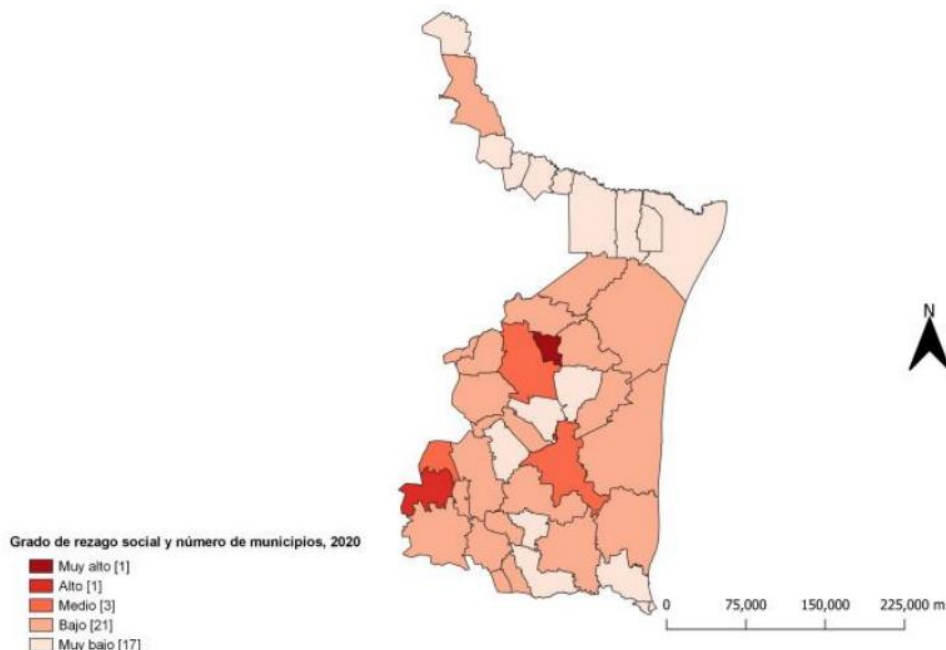 N
Grado de rezago social y número de municipios, 2020
Muy alto [1]
Alto [1]
Medio [3]
Bajo [21]
Muy bajo [17]
0 75,000 150,000 225,000 m